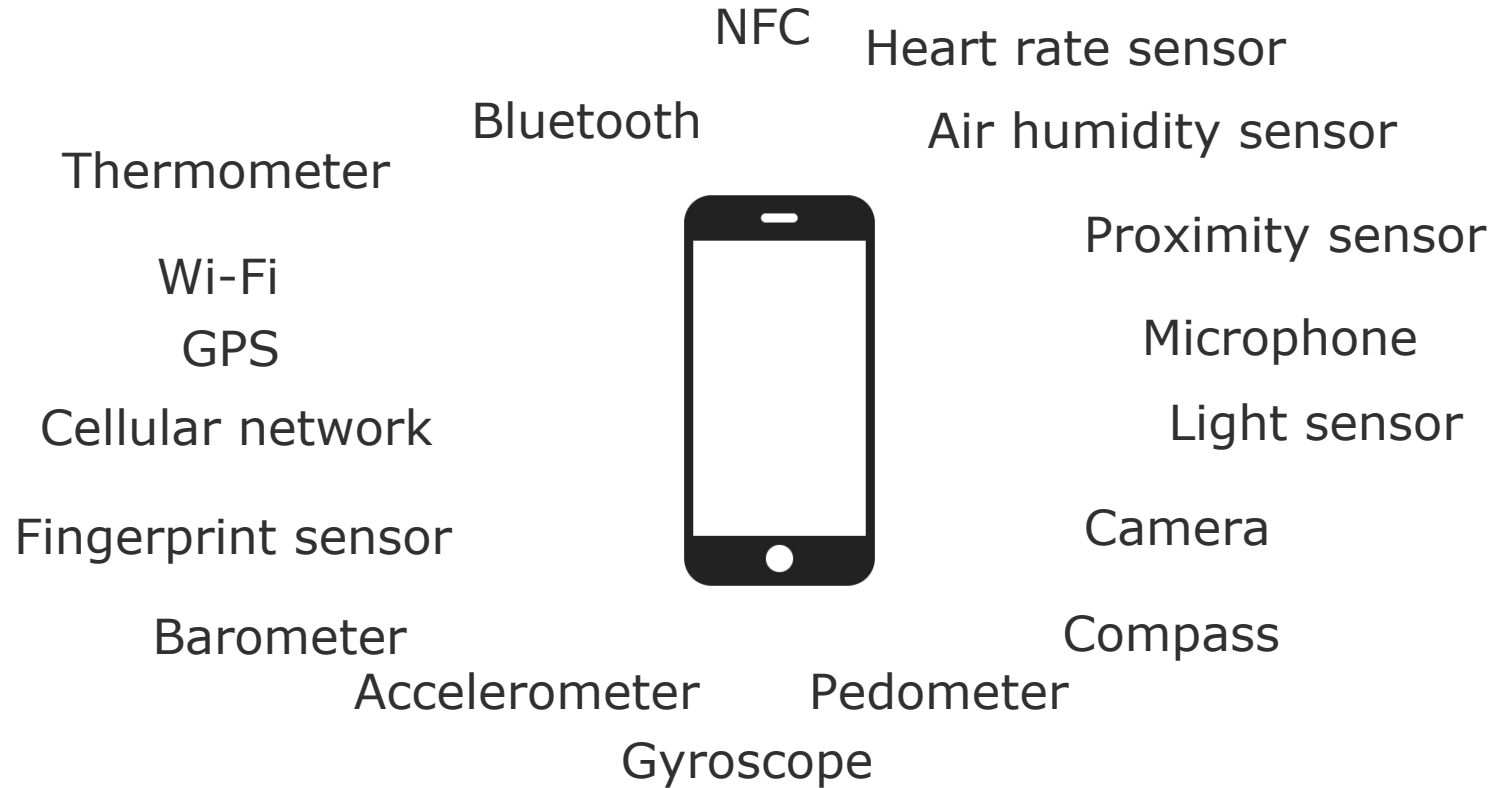 NFC
Heart rate sensor
Bluetooth
Air humidity sensor
Thermometer
Proximity sensor
Wi-Fi
GPS
Microphone
Cellular network
Light sensor
Fingerprint sensor
Camera
Barometer
Compass
Accelerometer
Pedometer
Gyroscope